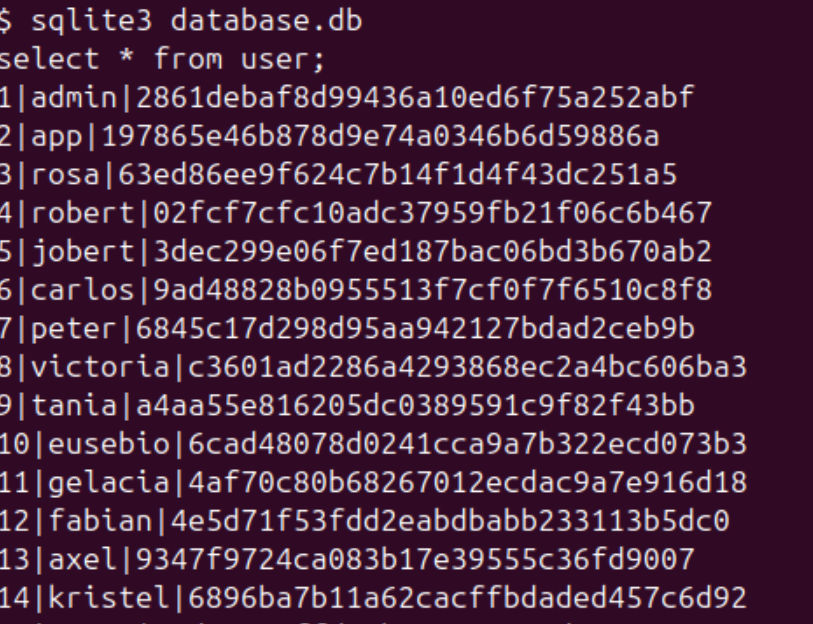 $ sqlite3 database.db
select * from user;
1|admin|2861debaf8d99436a10ed6f75a252abf
2|app|197865e46b878d9e74a0346b6d59886a
3|rosa|63ed86ee9f624c7b14f1d4f43dc251a5
4|robert|02fcf7cfc10adc37959fb21f06c6b467
5|jobert|3dec299e06f7ed187bac06bd3b670ab2
6|carlos|9ad48828b0955513f7cf0f7f6510c8f8
7|peter|6845c17d298d95aa942127bdad2ceb9b
8|victoria|c3601ad2286a4293868ec2a4bc606ba3
9|tania|a4aa55e816205dc0389591c9f82f43bb
10|eusebio|6cad48078d0241cca9a7b322ecd073b3
11|gelacia|4af70c80b68267012ecdac9a7e916d18
12|fabian|4e5d71f53fdd2eabdbabb233113b5dc0
13|axel|9347f9724ca083b17e39555c36fd9007
14|kristel|6896ba7b11a62cacffbdaded457c6d92